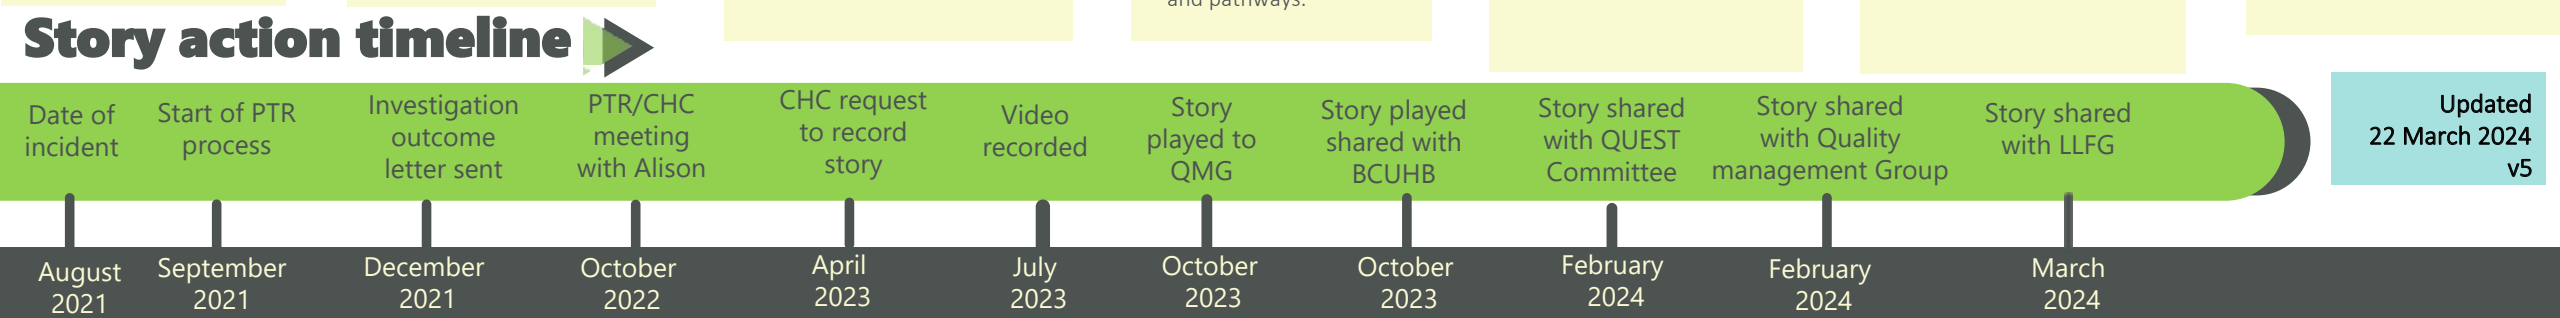 and pathways.
Story action timeline
Date of
incident
Start of PTR
process
Investigation
outcome
letter sent
PTR/CHC
meeting
with Alison
CHC request
to record
story
Video
recorded
Story
played to
QMG
Story played
shared with
BCUHB
Story shared
with QUEST
Committee
Story shared
with Quality
management Group
Story shared
with LLFG
Updated
22 March 2024
v5
August
2021
September
2021
December
2021
October
2022
April
2023
July
2023
October
2023
October
2023
February
2024
February
2024
March
2024